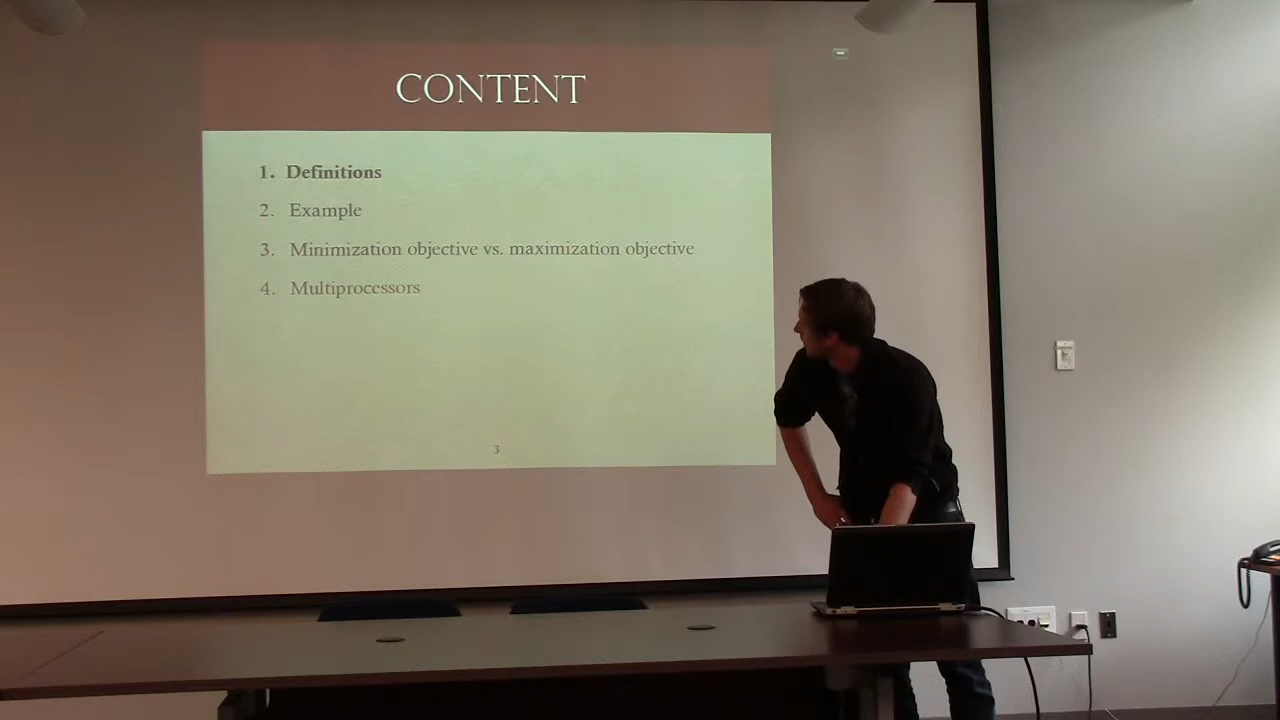 CONTENT
1. Definitions
2. Example
3. Minimization objective vs. maximization objective
4. Multiprocessors
3